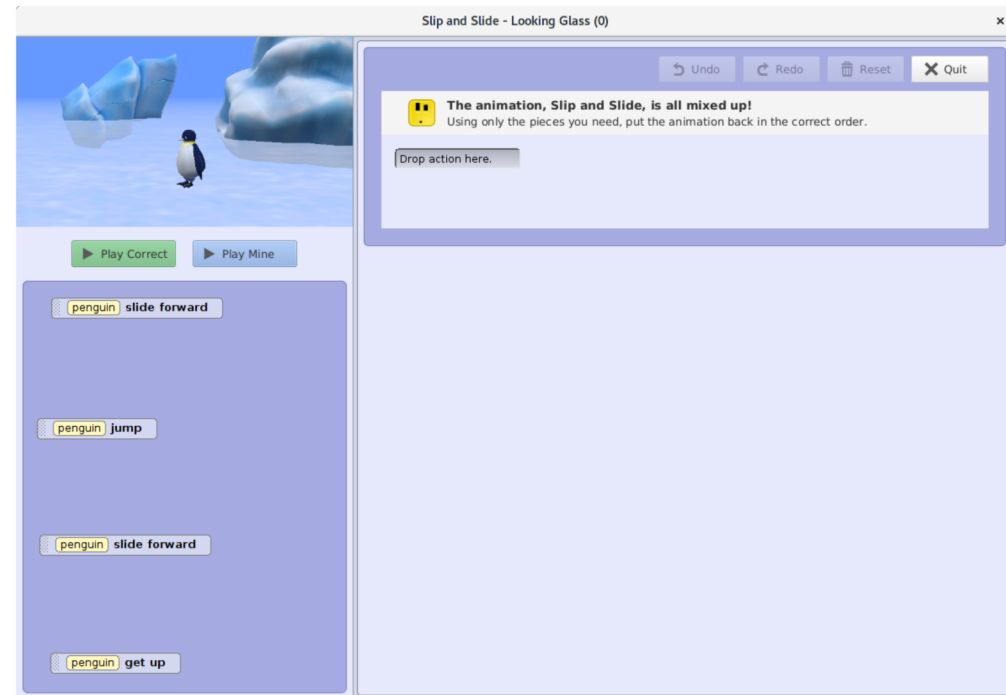 Slip and Slide - Looking Glass (0)
Undo Redo Reset Quit
The animation, Slip and Slide, is all mixed up!
Using only the pieces you need, put the animation back in the correct order.
Drop action here.
Play Correct Play Mine
penguin slide forward
penguin jump
penguin slide forward
penguin get up